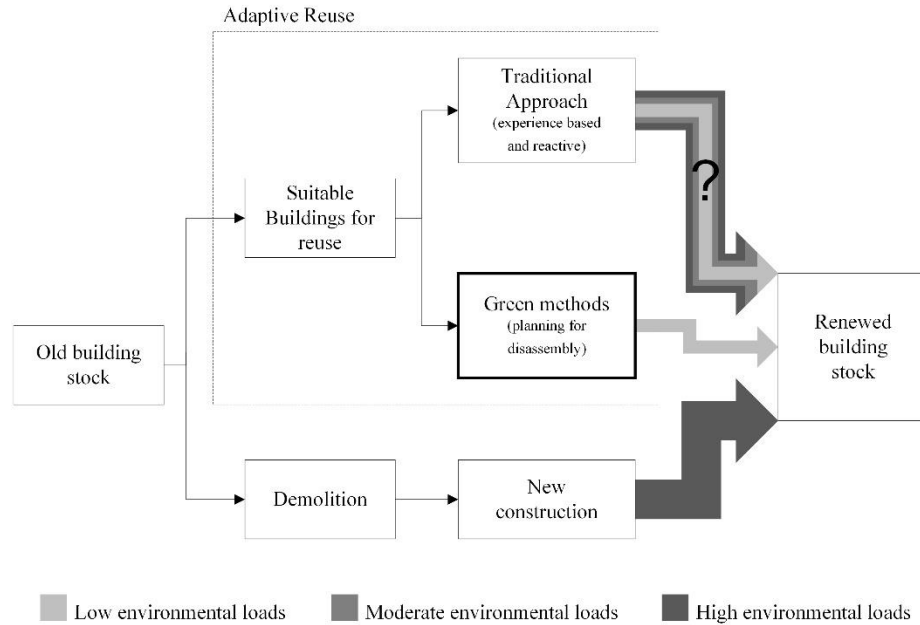 Adaptive Reuse
Traditional
Approach
(experience based
and reactive)
?
Suitable
Buildings for
reuse
Green methods
(planning for
disassembly)
Old building
stock
Renewed
building
stock
Demolition
New
construction
Low environmental loads
Moderate environmental loads
High environmental loads